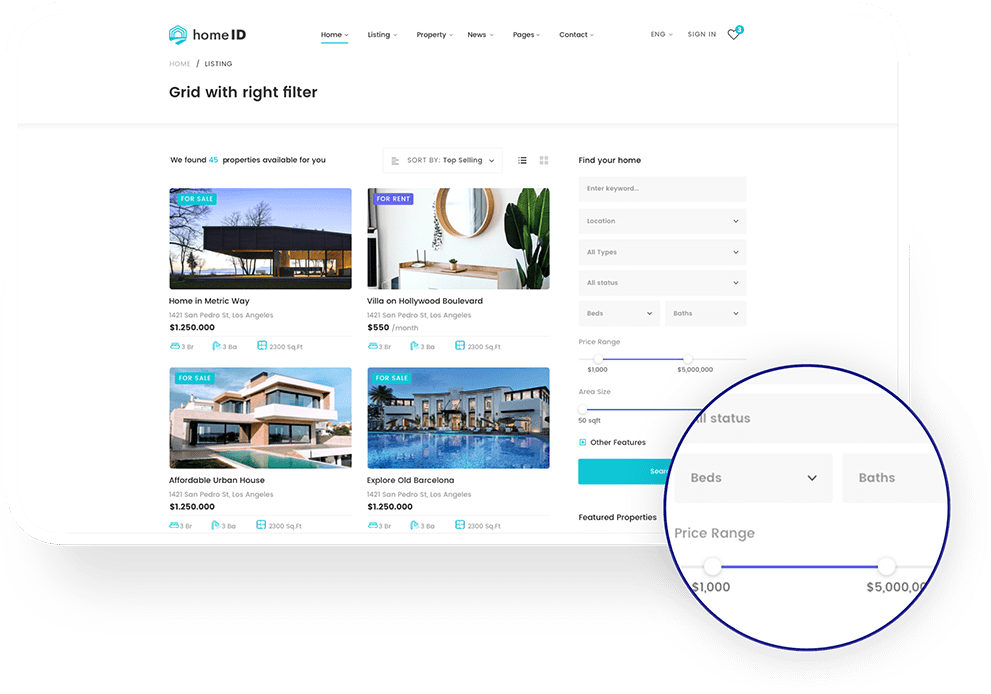 home ID
Home Listing Property News Pages Contact ENG SIGN IN 3
HOME / LISTING
Grid with right filter
We found 45 properties available for you
SORT BY: Top Selling
FOR SALE
Home in Metric Way
1421 San Pedro St, Los Angeles
$1.250.000
3 Br 3 Ba 2300 Sq.Ft
FOR RENT
Villa on Hollywood Boulevard
1421 San Pedro St, Los Angeles
$550 /month
3 Br 3 Ba 2300 Sq.Ft
FOR SALE
Affordable Urban House
1421 San Pedro St, Los Angeles
$1.250.000
3 Br 3 Ba 2300 Sq.Ft
FOR SALE
Explore Old Barcelona
1421 San Pedro St, Los Angeles
$1.250.000
3 Br 3 Ba 2300 Sq.Ft
Find your home
Enter keyword...
Location
All Types
All status
Beds Baths
Price Range
$1,000 $5,000,000
Area Size
50 sqft
Other Features
Sear
Featured Properties
ll status
Beds Baths
Price Range
$1,000 $5,000,00